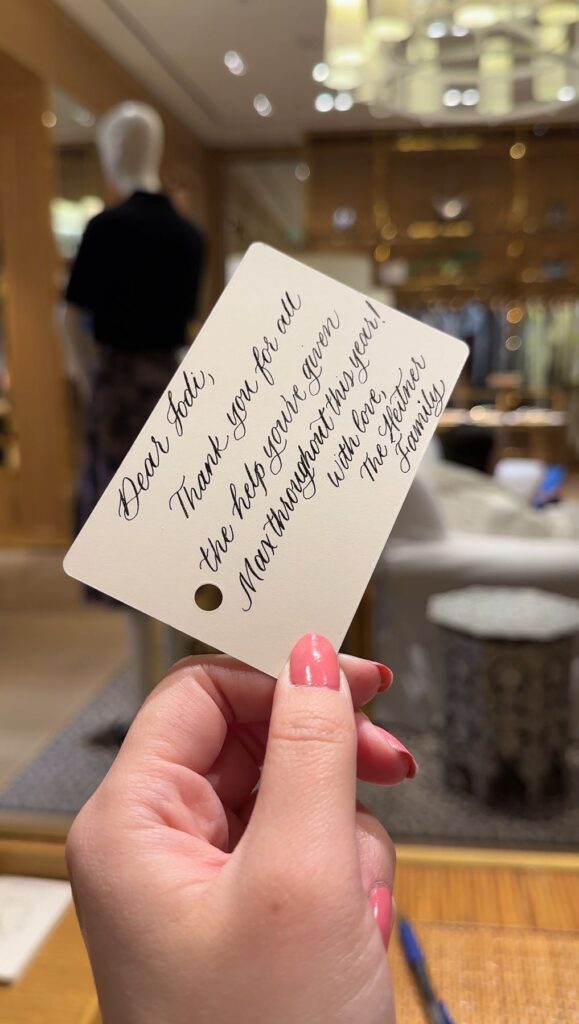 Dear Jodi,
Thank you for all
the help you've given
Max throughout this year!
With love,
The Heitner
Family